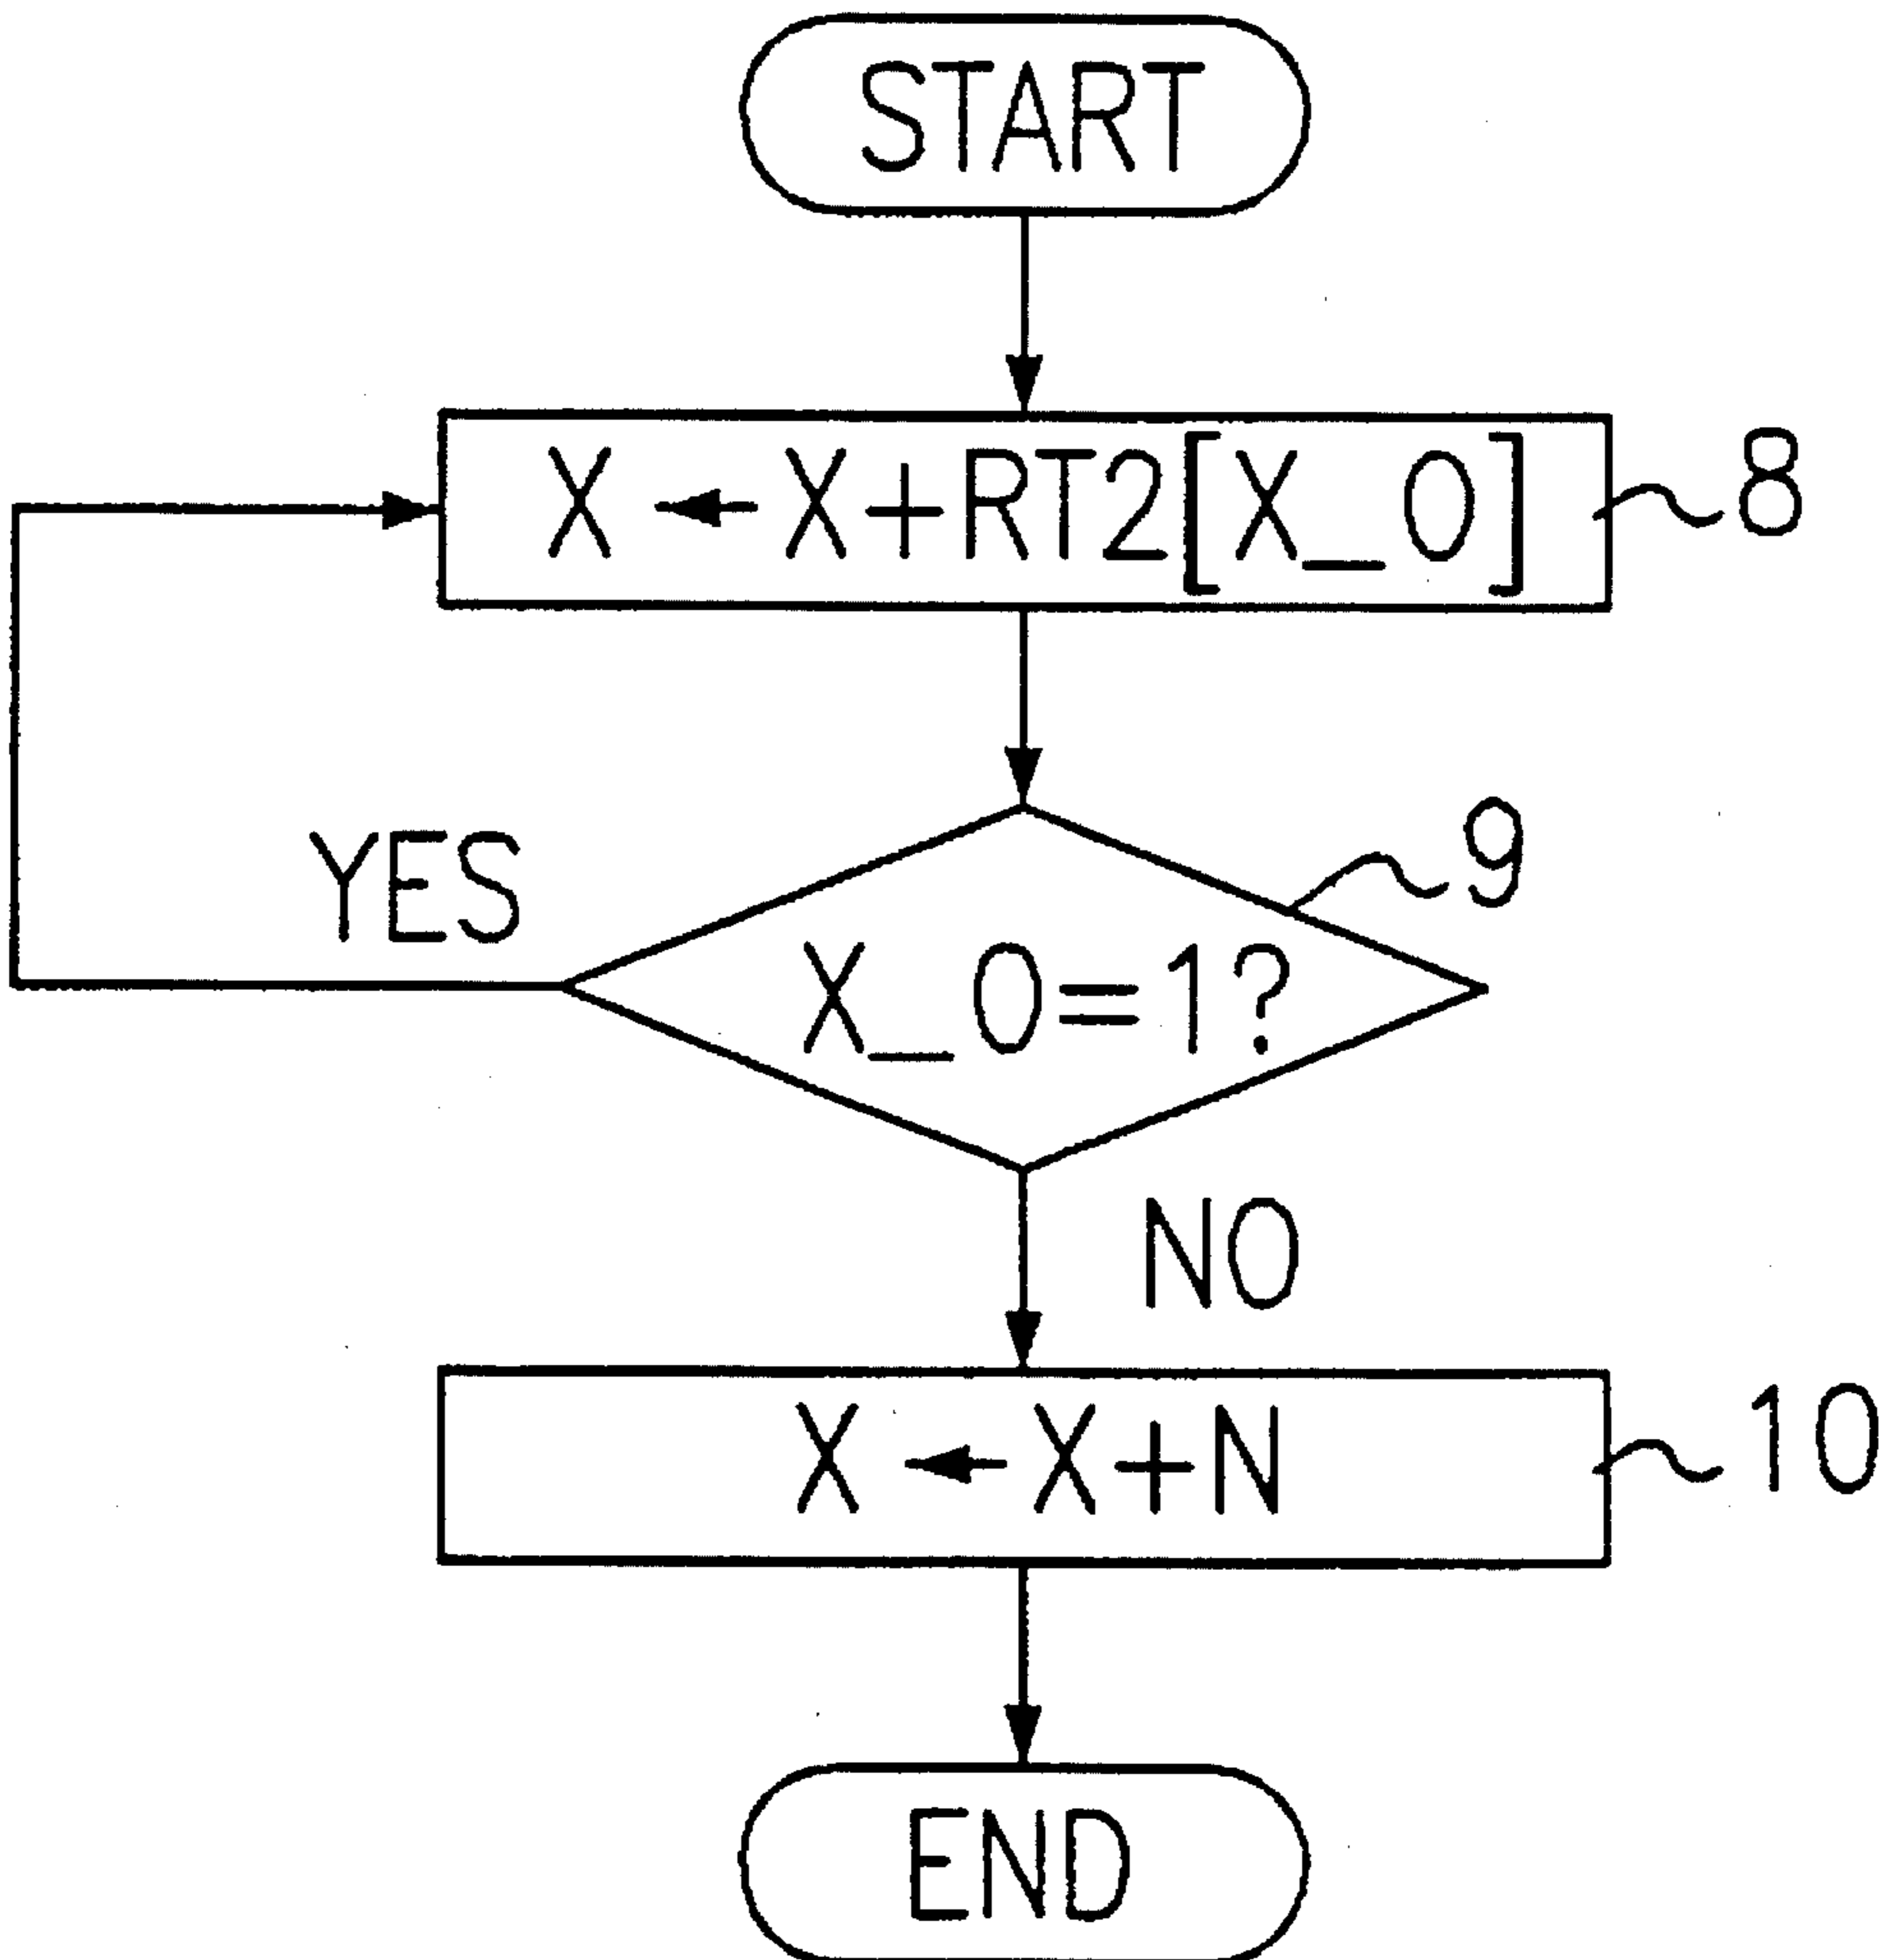 START
X ← X+RT2[X_0]
8
YES
9
X_0=1?
NO
X ← X+N
10
END